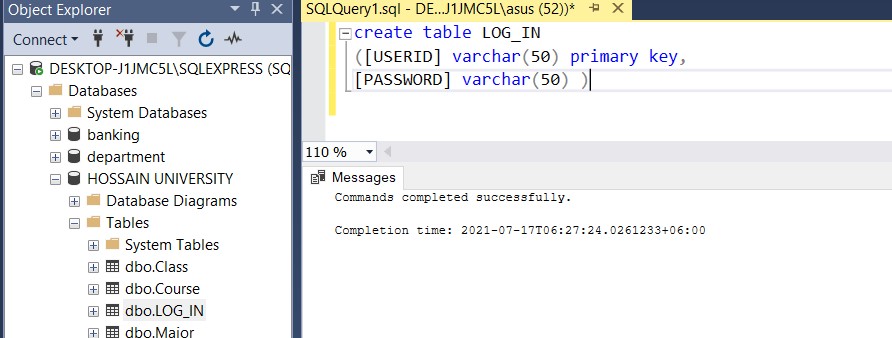 Object Explorer
Connect
DESKTOP-J1JMC5L\SQLEXPRESS (SQ
Databases
System Databases
banking
department
HOSSAIN UNIVERSITY
Database Diagrams
Tables
System Tables
dbo.Class
dbo.Course
dbo.LOG_IN
dbo.Major
SQLQuery1.sql - DE...J1JMC5L\asus (52))*
create table LOG_IN
([USERID] varchar(50) primary key,
[PASSWORD] varchar(50) )
110 %
Messages
Commands completed successfully.
Completion time: 2021-07-17T06:27:24.0261233+06:00